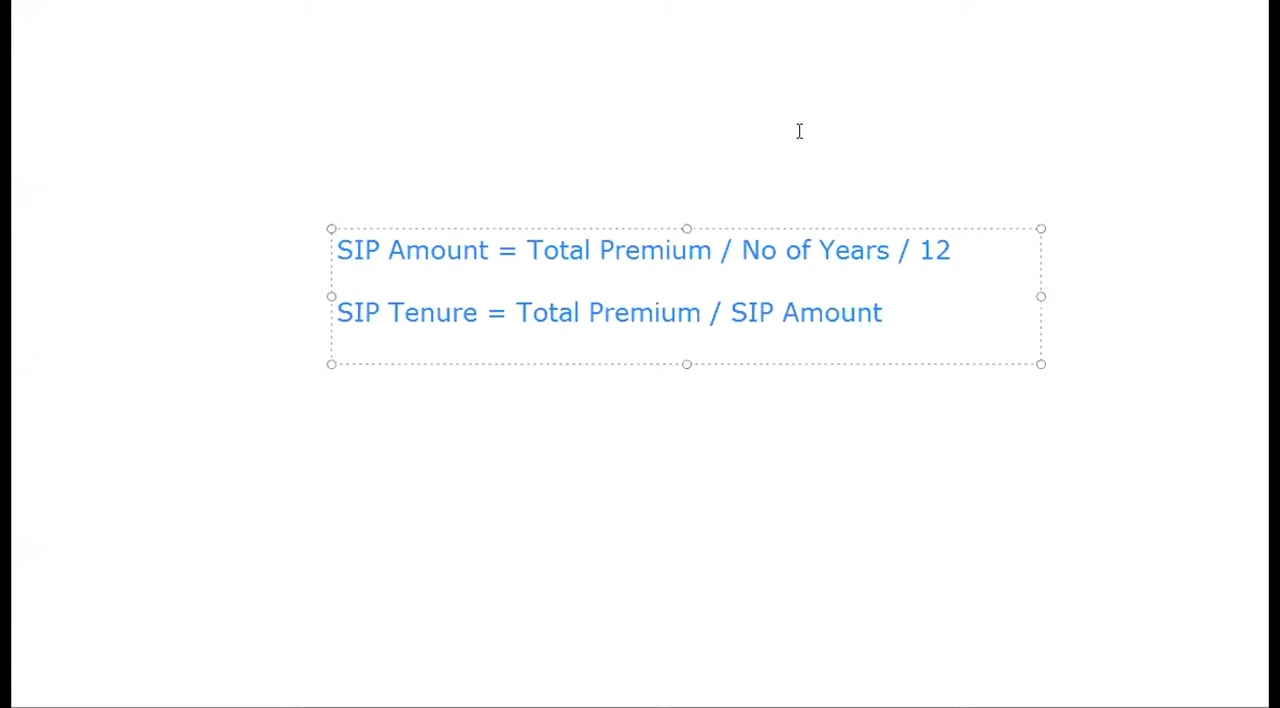 SIP Amount = Total Premium / No of Years / 12
SIP Tenure = Total Premium / SIP Amount